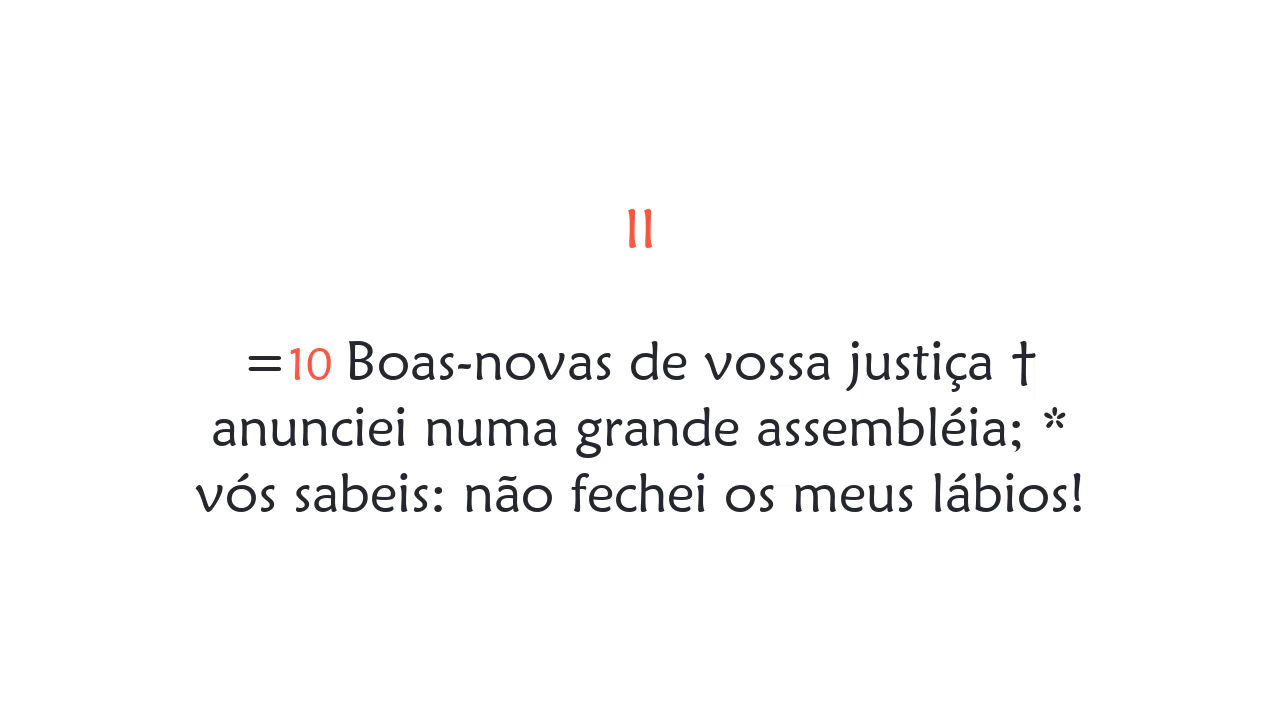 II
=10 Boas-novas de vossa justiça †
anunciei numa grande assembléia; *
vós sabeis: não fechei os meus lábios!